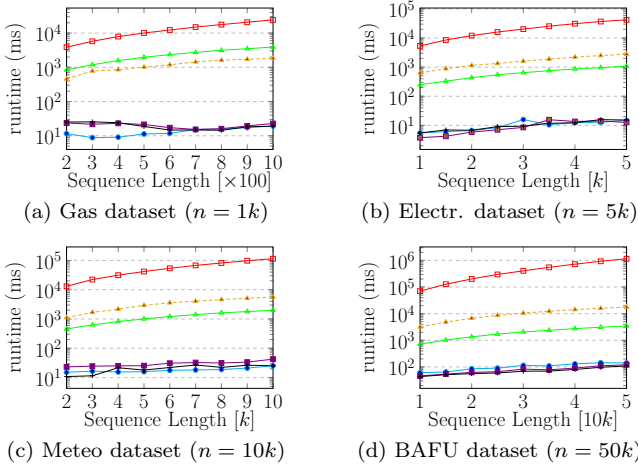 10^4
10^3
10^2
10^1
runtime (ms)
2 3 4 5 6 7 8 9 10
Sequence Length [×100]
(a) Gas dataset (n = 1k)
10^5
10^4
10^3
10^2
10^1
runtime (ms)
1 2 3 4 5
Sequence Length [k]
(b) Electr. dataset (n = 5k)
10^5
10^4
10^3
10^2
10^1
runtime (ms)
2 3 4 5 6 7 8 9 10
Sequence Length [k]
(c) Meteo dataset (n = 10k)
10^6
10^5
10^4
10^3
10^2
runtime (ms)
1 2 3 4 5
Sequence Length [10k]
(d) BAFU dataset (n = 50k)